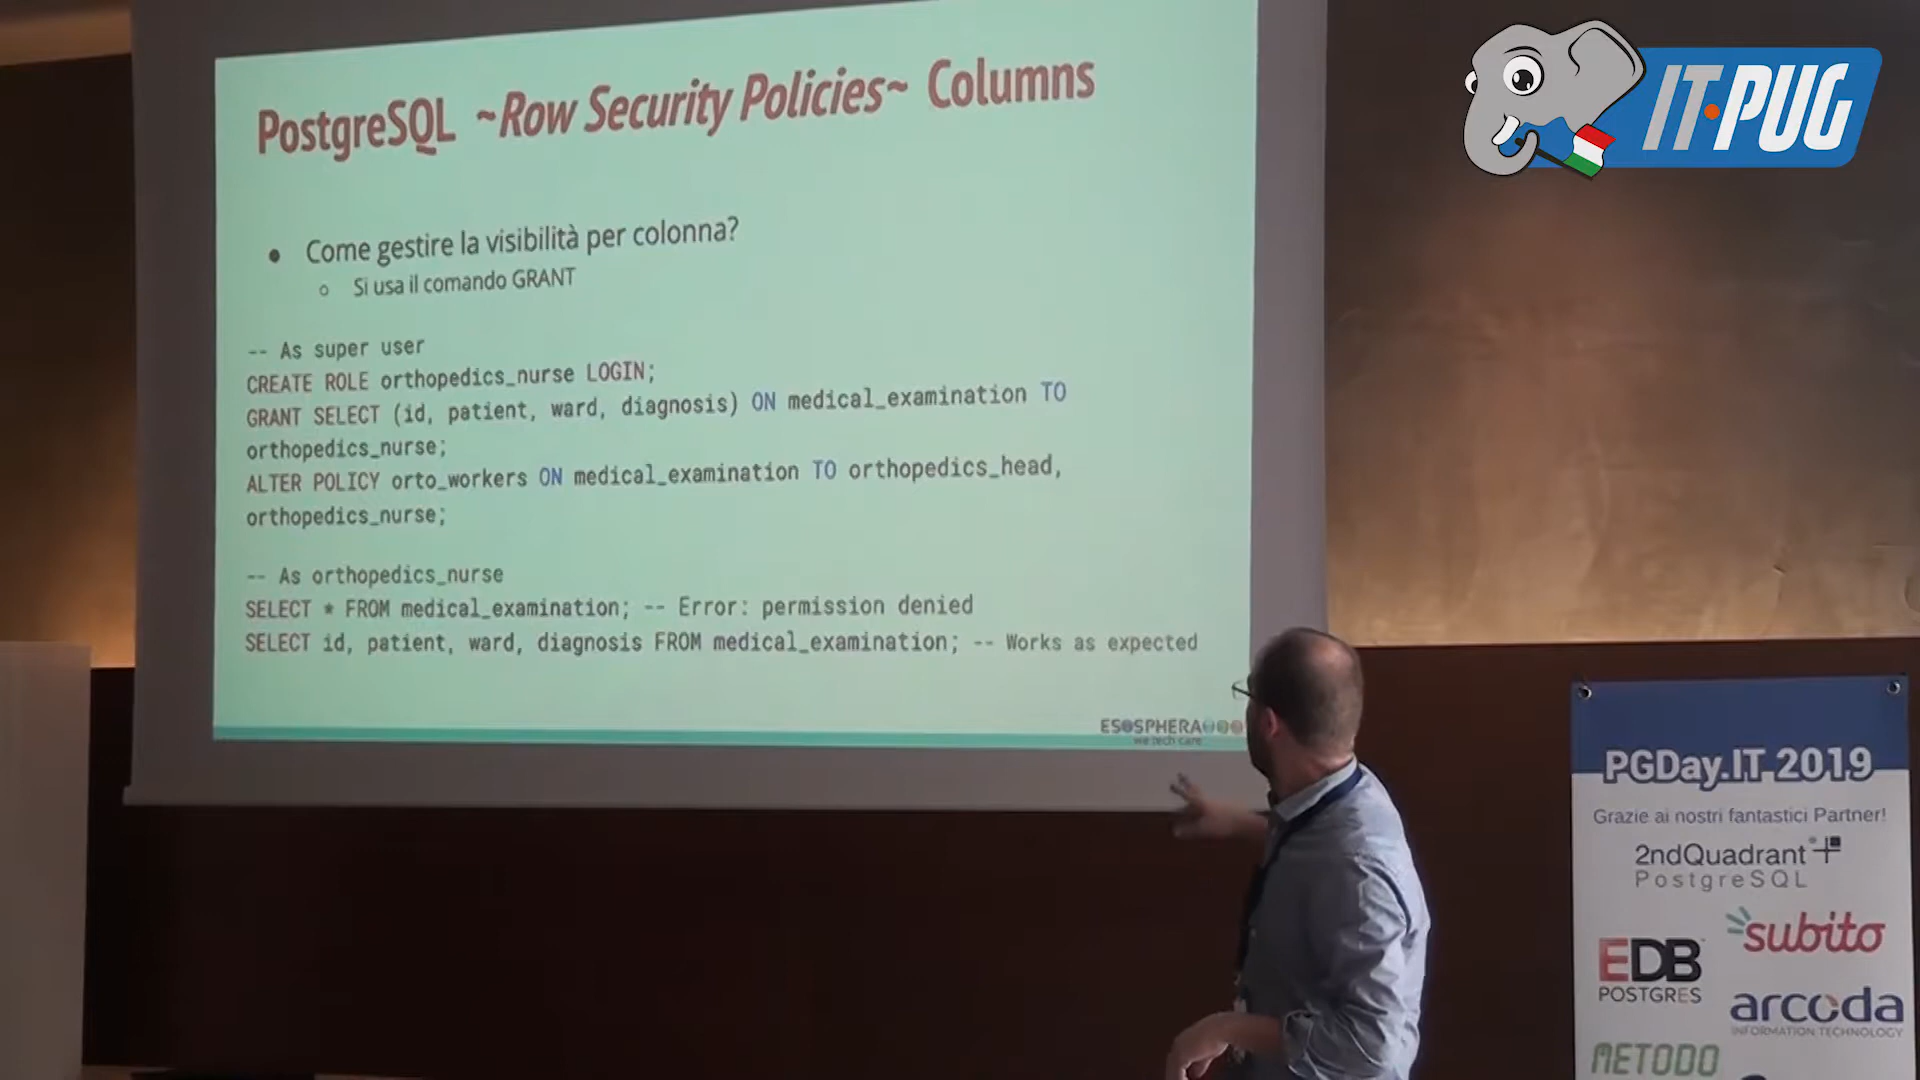 PostgreSQL ~Row Security Policies~ Columns
● Come gestire la visibilità per colonna?
○ Si usa il comando GRANT
-- As super user
CREATE ROLE orthopedics_nurse LOGIN;
GRANT SELECT (id, patient, ward, diagnosis) ON medical_examination TO
orthopedics_nurse;
ALTER POLICY orto_workers ON medical_examination TO orthopedics_head,
orthopedics_nurse;
-- As orthopedics_nurse
SELECT * FROM medical_examination; -- Error: permission denied
SELECT id, patient, ward, diagnosis FROM medical_examination; -- Works as expected
ESOSPHERA
we tech care
IT·PUG
PGDay.IT 2019
Grazie ai nostri fantastici Partner!
2ndQuadrant
PostgreSQL
subito
EDB
POSTGRES
arcoda
INFORMATION TECHNOLOGY
METODO